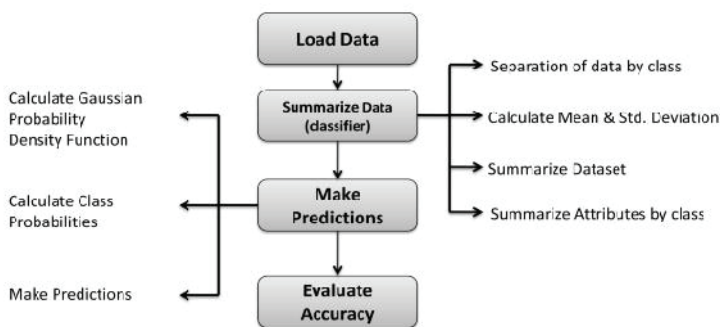 Load Data
Separation of data by class
Calculate Gaussian
Probability
Density Function
Summarize Data
(classifier)
Calculate Mean & Std. Deviation
Summarize Dataset
Calculate Class
Probabilities
Make
Predictions
Summarize Attributes by class
Make Predictions
Evaluate
Accuracy